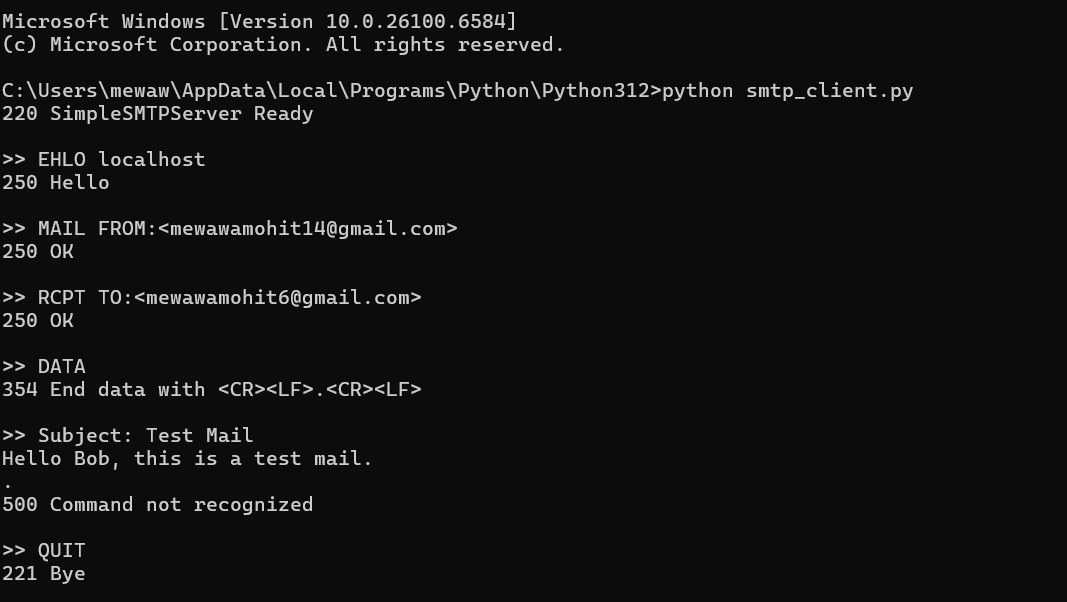 Microsoft Windows [Version 10.0.26100.6584]
(c) Microsoft Corporation. All rights reserved.
C:\Users\mewaw\AppData\Local\Programs\Python\Python312>python smtp_client.py
220 SimpleSMTPServer Ready
>> EHLO localhost
250 Hello
>> MAIL FROM:<mewawamohit14@gmail.com>
250 OK
>> RCPT TO:<mewawamohit6@gmail.com>
250 OK
>> DATA
354 End data with <CR><LF>.<CR><LF>
>> Subject: Test Mail
Hello Bob, this is a test mail.
.
500 Command not recognized
>> QUIT
221 Bye